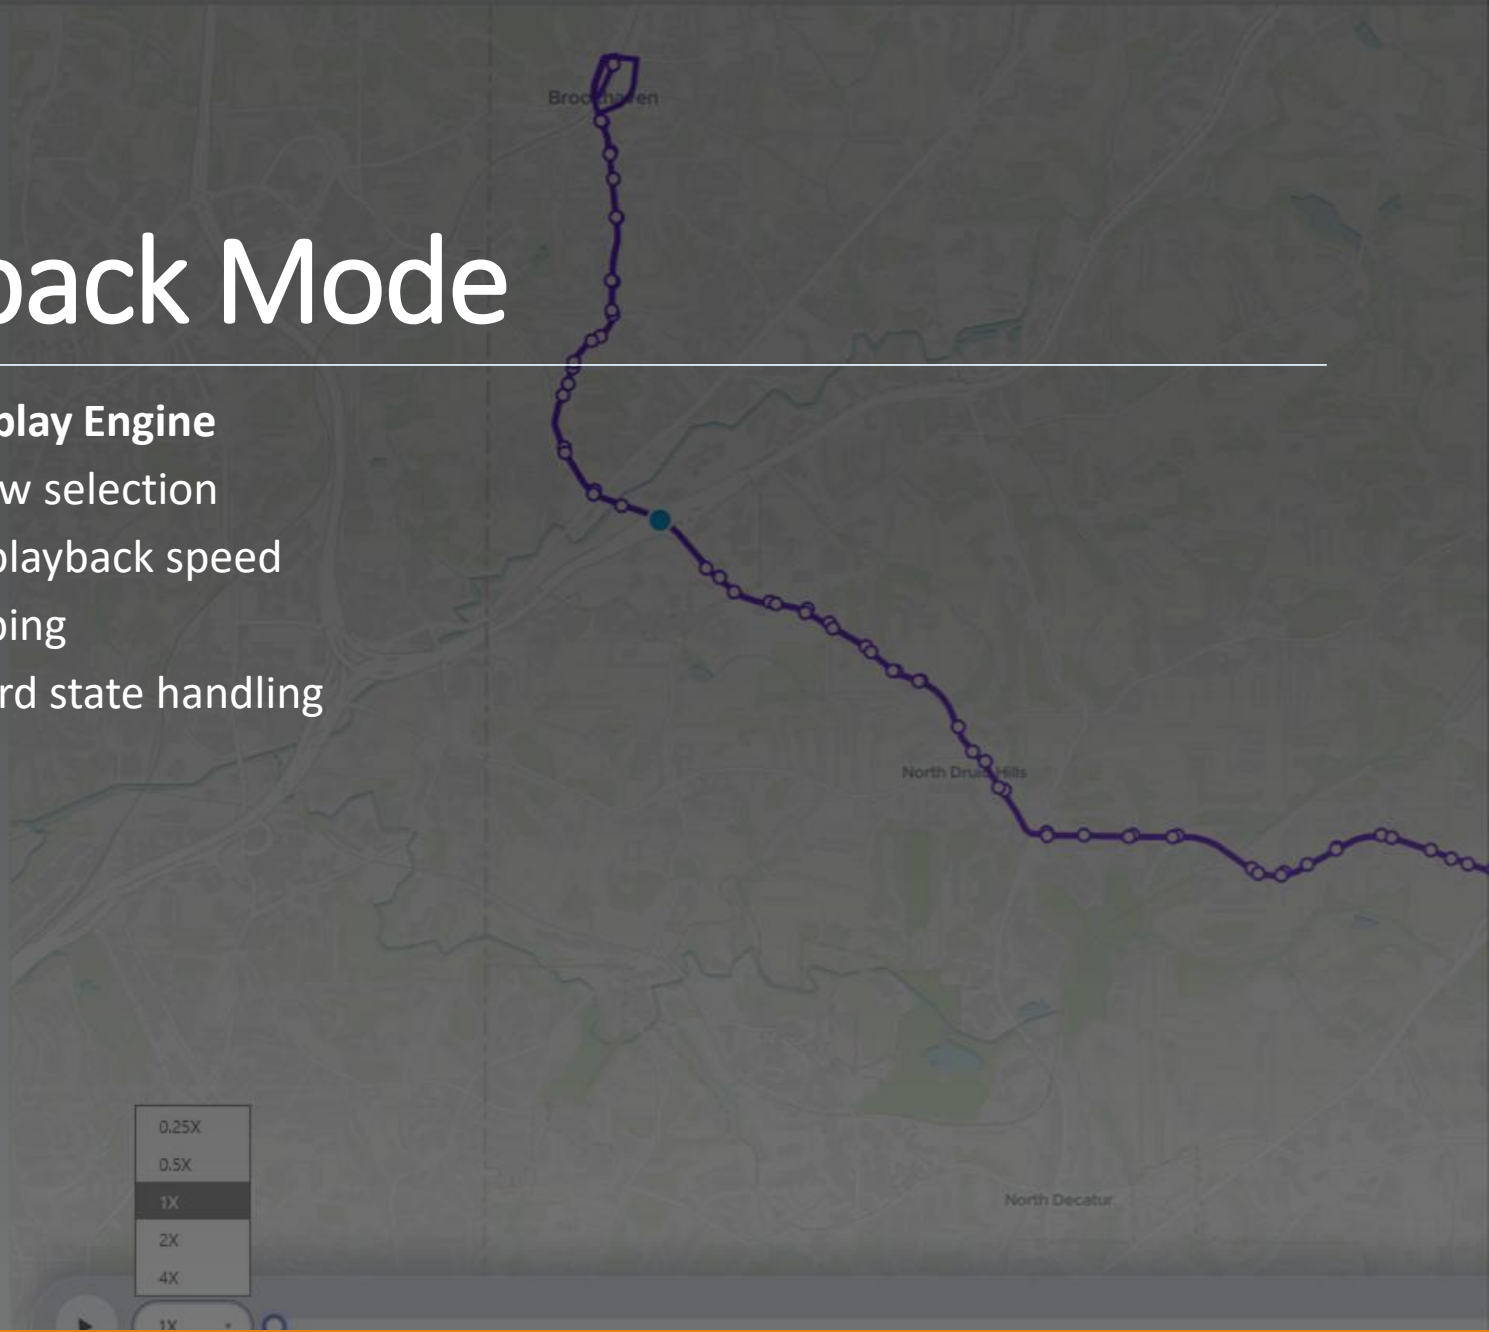 Brookhaven
back Mode
play Engine
w selection
playback speed
ping
rd state handling
North Druid Hills
0.25X
0.5X
1X
2X
4X
North Decatur
1X